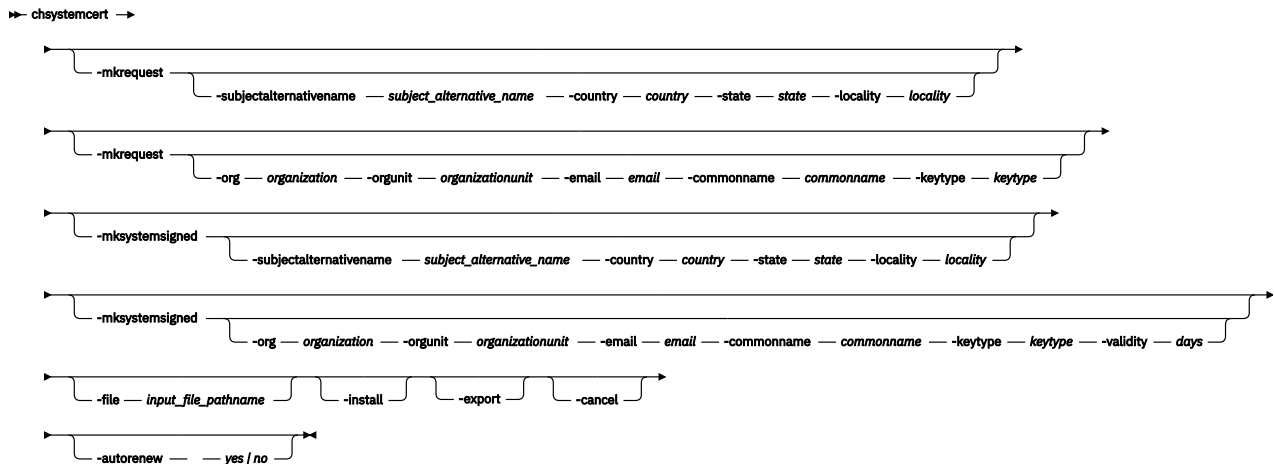 chsystemcert
-mkrequest
-subjectalternativename subject_alternative_name -country country -state state -locality locality
-mkrequest
-org organization -orgunit organizationunit -email email -commonname commonname -keytype keytype
-mksystemsigned
-subjectalternativename subject_alternative_name -country country -state state -locality locality
-mksystemsigned
-org organization -orgunit organizationunit -email email -commonname commonname -keytype keytype -validity days
-file input_file_pathname -install -export -cancel
-autorenew yes | no